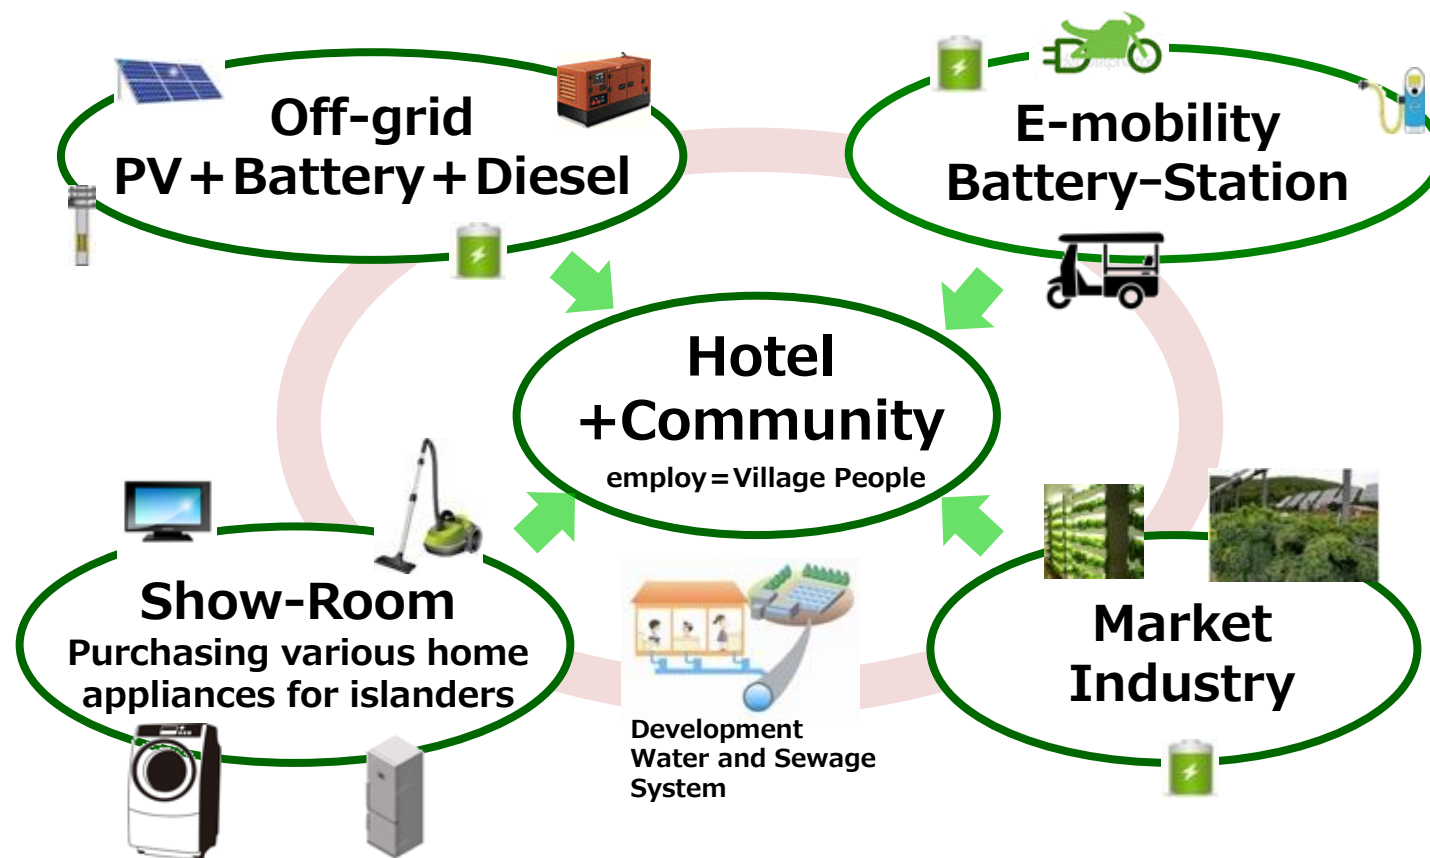 Off-grid
PV+Battery+Diesel
E-mobility
Battery-Station
Hotel
+Community
employ=Village People
Show-Room
Purchasing various home
appliances for islanders
Market
Industry
Development
Water and Sewage
System